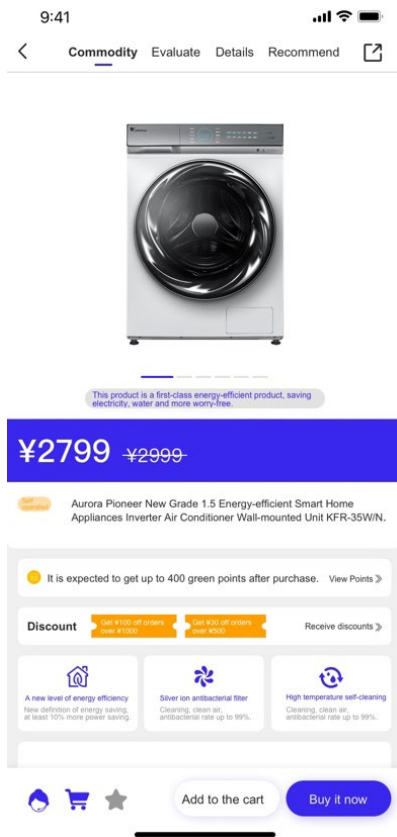 9:41
Commodity Evaluate Details Recommend
This product is a first-class energy-efficient product, saving
electricity, water and more worry-free.
¥2799 ¥2999
Self
operated
Aurora Pioneer New Grade 1.5 Energy-efficient Smart Home
Appliances Inverter Air Conditioner Wall-mounted Unit KFR-35W/N.
It is expected to get up to 400 green points after purchase. View Points
Discount
Get ¥100 off orders
over ¥1000
Get ¥30 off orders
over ¥500
Receive discounts
A new level of energy efficiency
New definition of energy saving,
at least 10% more power saving.
Silver ion antibacterial filter
Cleaning, clean air,
antibacterial rate up to 99%.
High temperature self-cleaning
Cleaning, clean air,
antibacterial rate up to 99%.
Add to the cart
Buy it now